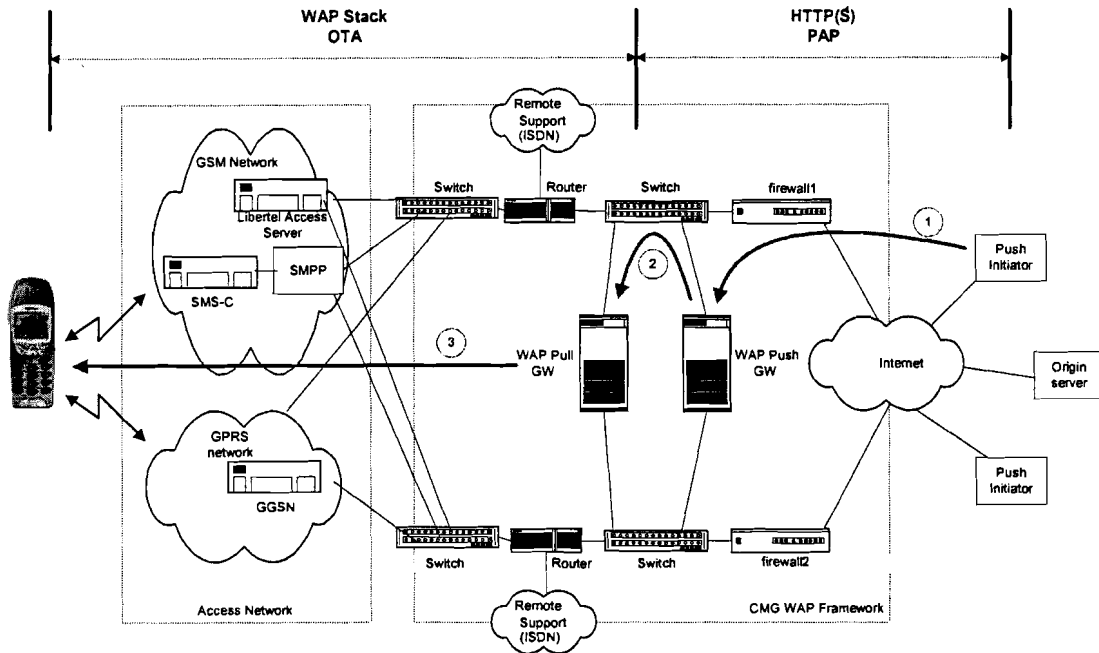 WAP Stack
OTA
HTTP(S)
PAP
Remote
Support
(ISDN)
GSM Network
Libertel Access
Server
SMS-C
SMPP
Switch
Router
Switch
firewall1
1
2
3
Push
Initiator
WAP Pull
GW
WAP Push
GW
Internet
Origin
server
Push
Initiator
GPRS
network
GGSN
Switch
Router
Switch
firewall2
Access Network
Remote
Support
(ISDN)
CMG WAP Framework